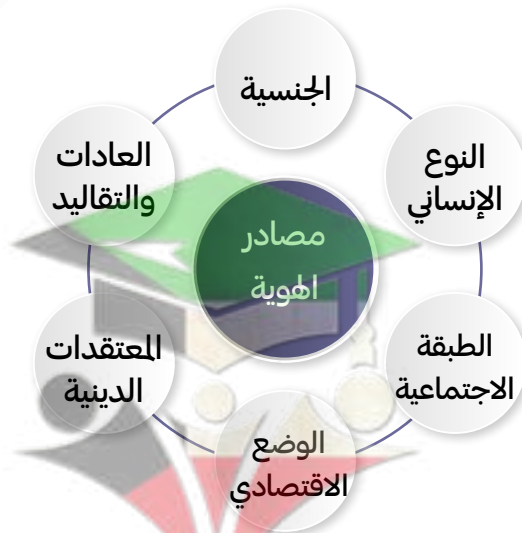 الجنسية
النوع
الإنساني
الطبقة
الاجتماعية
الوضع
الاقتصادي
المعتقدات
الدينية
العادات
والتقاليد
مصادر
الهوية